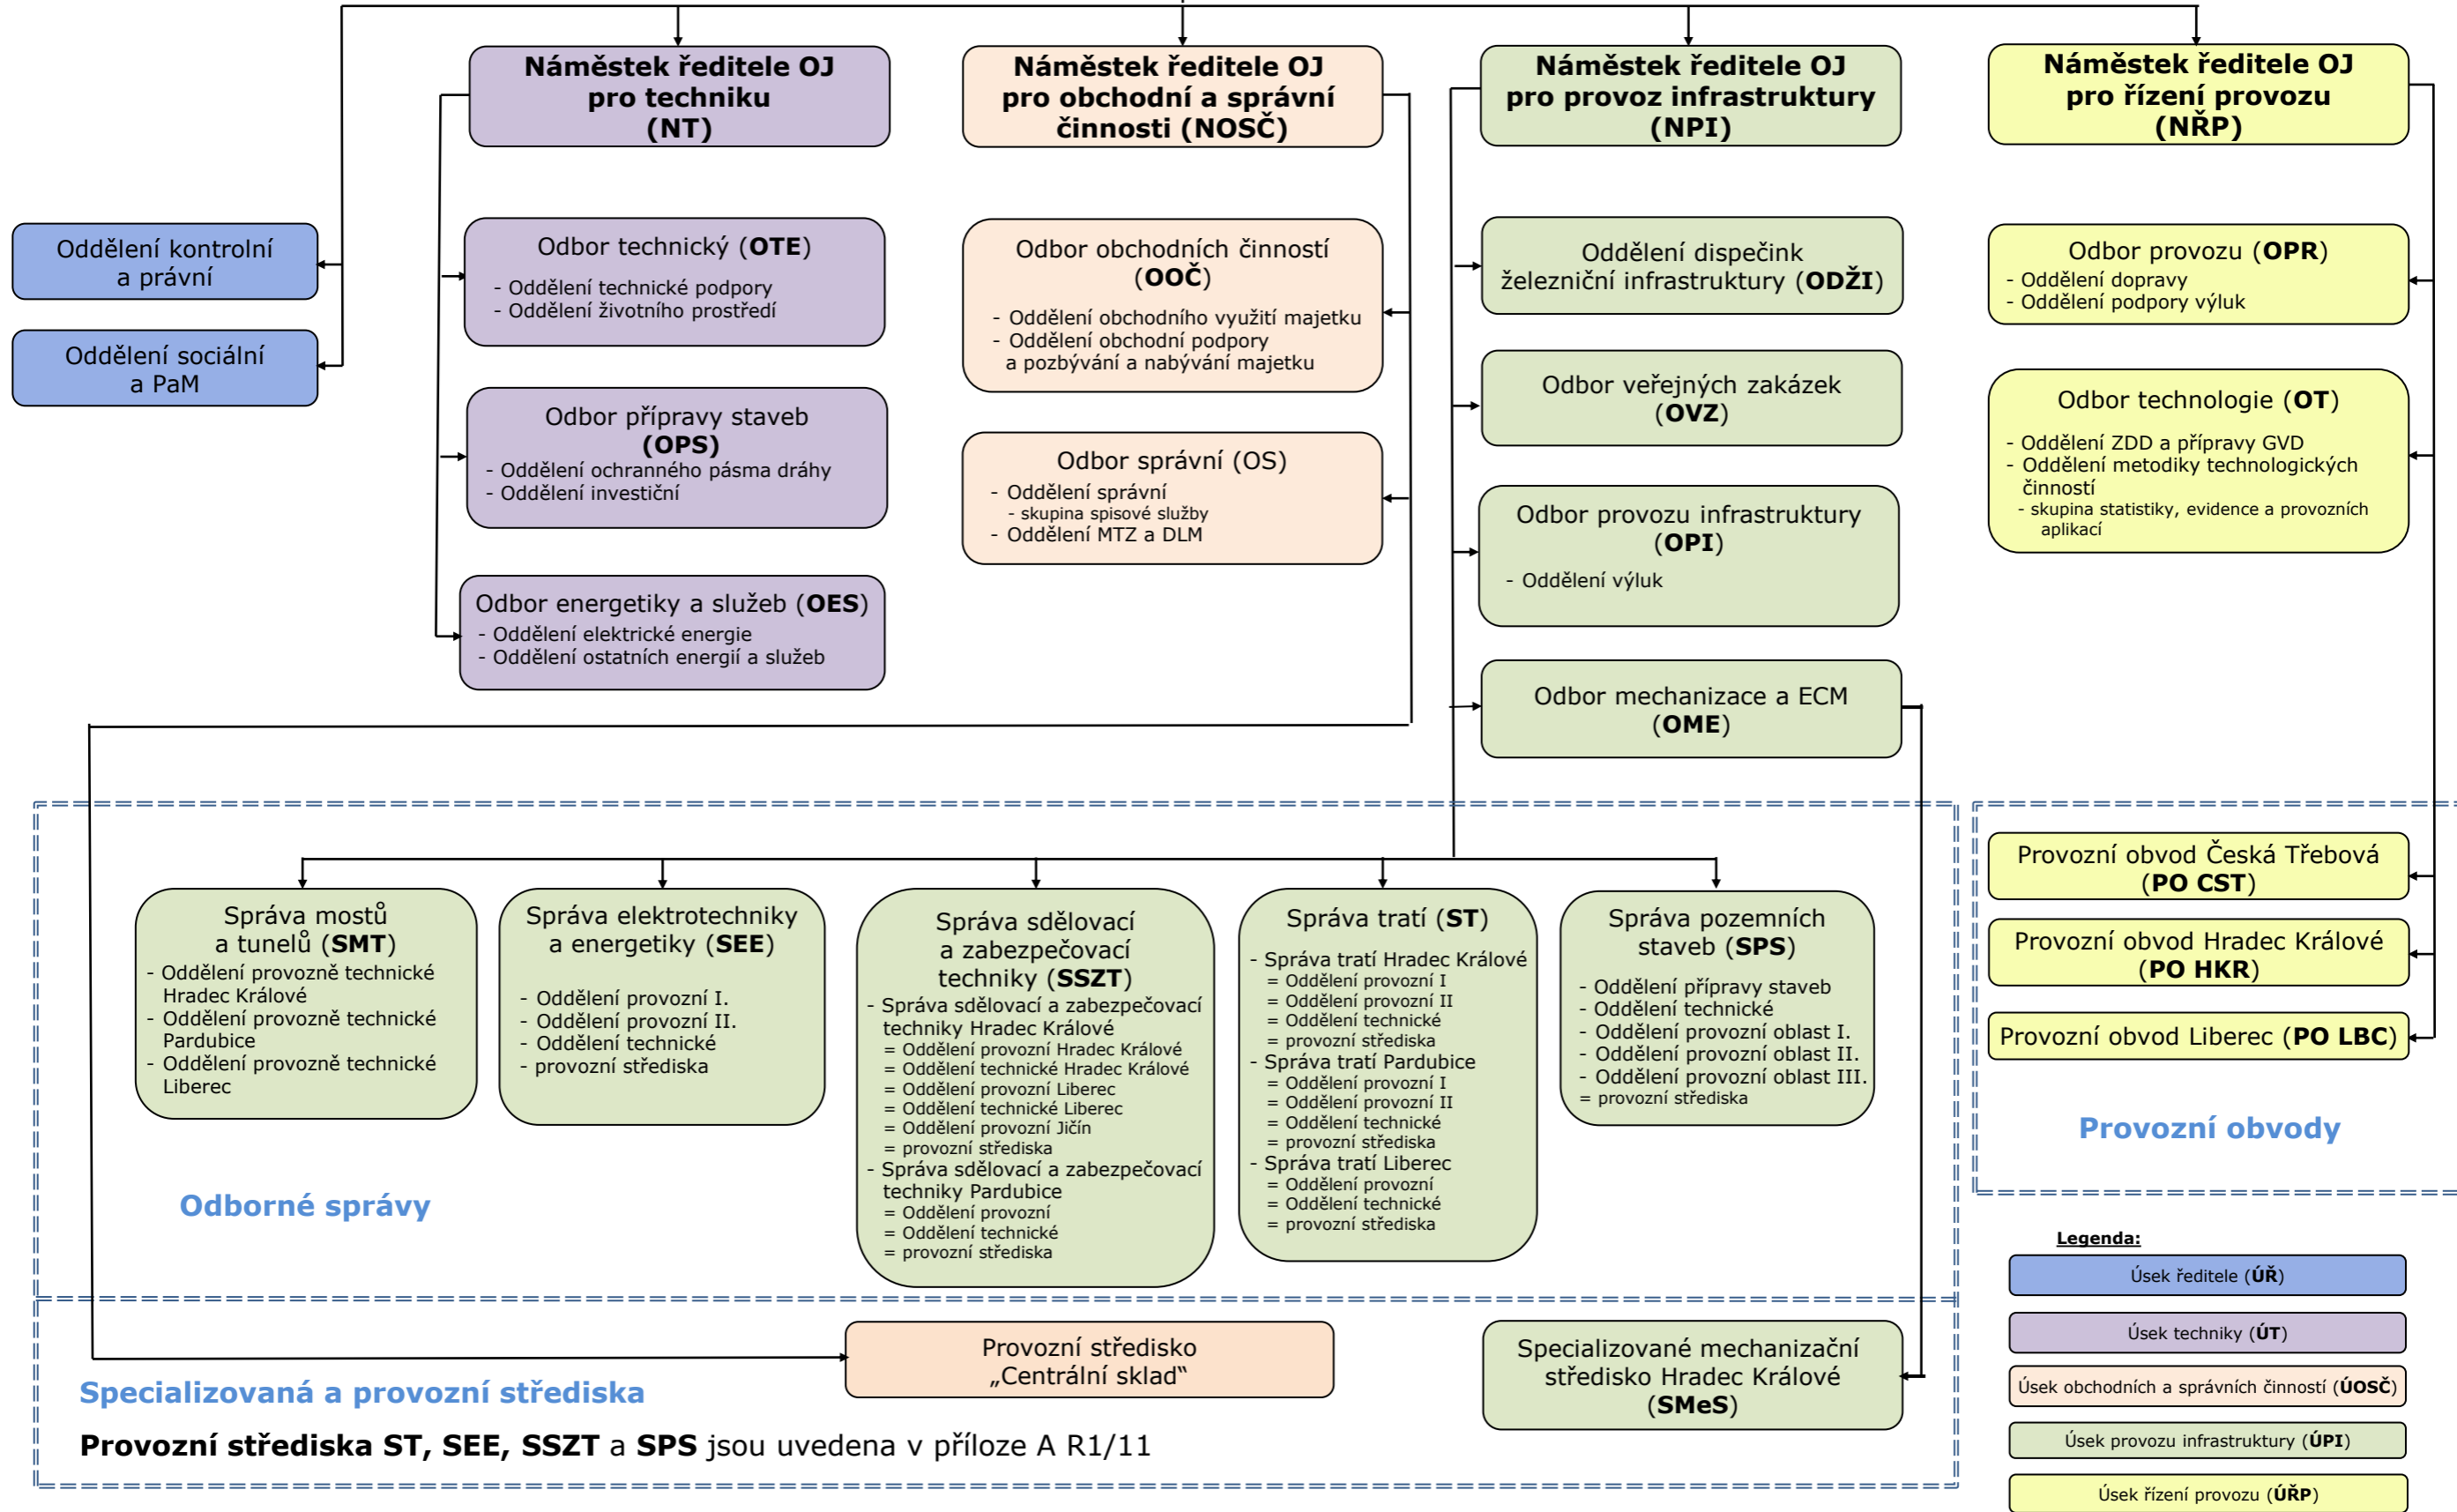 Náměstek ředitele OJ
pro techniku
(NT)
Náměstek ředitele OJ
pro obchodní a správní
činnosti (NOSČ)
Náměstek ředitele OJ
pro provoz infrastruktury
(NPI)
Náměstek ředitele OJ
pro řízení provozu
(NŘP)
Oddělení kontrolní
a právní
Oddělení sociální
a PaM
Odbor technický (OTE)
- Oddělení technické podpory
- Oddělení životního prostředí
Odbor přípravy staveb
(OPS)
- Oddělení ochranného pásma dráhy
- Oddělení investiční
Odbor energetiky a služeb (OES)
- Oddělení elektrické energie
- Oddělení ostatních energií a služeb
Odbor obchodních činností
(OOČ)
- Oddělení obchodního využití majetku
- Oddělení obchodní podpory
a pozbývání a nabývání majetku
Odbor správní (OS)
- Oddělení správní
- skupina spisové služby
- Oddělení MTZ a DLM
Oddělení dispečink
železniční infrastruktury (ODŽI)
Odbor veřejných zakázek
(OVZ)
Odbor provozu infrastruktury
(OPI)
- Oddělení výluk
Odbor mechanizace a ECM
(OME)
Odbor provozu (OPR)
- Oddělení dopravy
- Oddělení podpory výluk
Odbor technologie (OT)
- Oddělení ZDD a přípravy GVD
- Oddělení metodiky technologických
činností
- skupina statistiky, evidence a provozních
aplikací
Správa mostů
a tunelů (SMT)
- Oddělení provozně technické
Hradec Králové
- Oddělení provozně technické
Pardubice
- Oddělení provozně technické
Liberec
Správa elektrotechniky
a energetiky (SEE)
- Oddělení provozní I.
- Oddělení provozní II.
- Oddělení technické
- provozní střediska
Správa sdělovací
a zabezpečovací
techniky (SSZT)
- Správa sdělovací a zabezpečovací
techniky Hradec Králové
= Oddělení provozní Hradec Králové
= Oddělení technické Hradec Králové
= Oddělení provozní Liberec
= Oddělení technické Liberec
= Oddělení provozní Jičín
= provozní střediska
- Správa sdělovací a zabezpečovací
techniky Pardubice
= Oddělení provozní
= Oddělení technické
= provozní střediska
Správa tratí (ST)
- Správa tratí Hradec Králové
= Oddělení provozní I
= Oddělení provozní II
= Oddělení technické
= provozní střediska
- Správa tratí Pardubice
= Oddělení provozní I
= Oddělení provozní II
= Oddělení technické
= provozní střediska
- Správa tratí Liberec
= Oddělení provozní
= Oddělení technické
= provozní střediska
Správa pozemních
staveb (SPS)
- Oddělení přípravy staveb
- Oddělení technické
- Oddělení provozní oblast I.
- Oddělení provozní oblast II.
- Oddělení provozní oblast III.
= provozní střediska
Odborné správy
Provozní obvod Česká Třebová
(PO CST)
Provozní obvod Hradec Králové
(PO HKR)
Provozní obvod Liberec (PO LBC)
Provozní obvody
Provozní středisko
„Centrální sklad“
Specializované mechanizační
středisko Hradec Králové
(SMeS)
Specializovaná a provozní střediska
Provozní střediska ST, SEE, SSZT a SPS jsou uvedena v příloze A R1/11
Legenda:
Úsek ředitele (ÚŘ)
Úsek techniky (ÚT)
Úsek obchodních a správních činností (ÚOSČ)
Úsek provozu infrastruktury (ÚPI)
Úsek řízení provozu (ÚŘP)